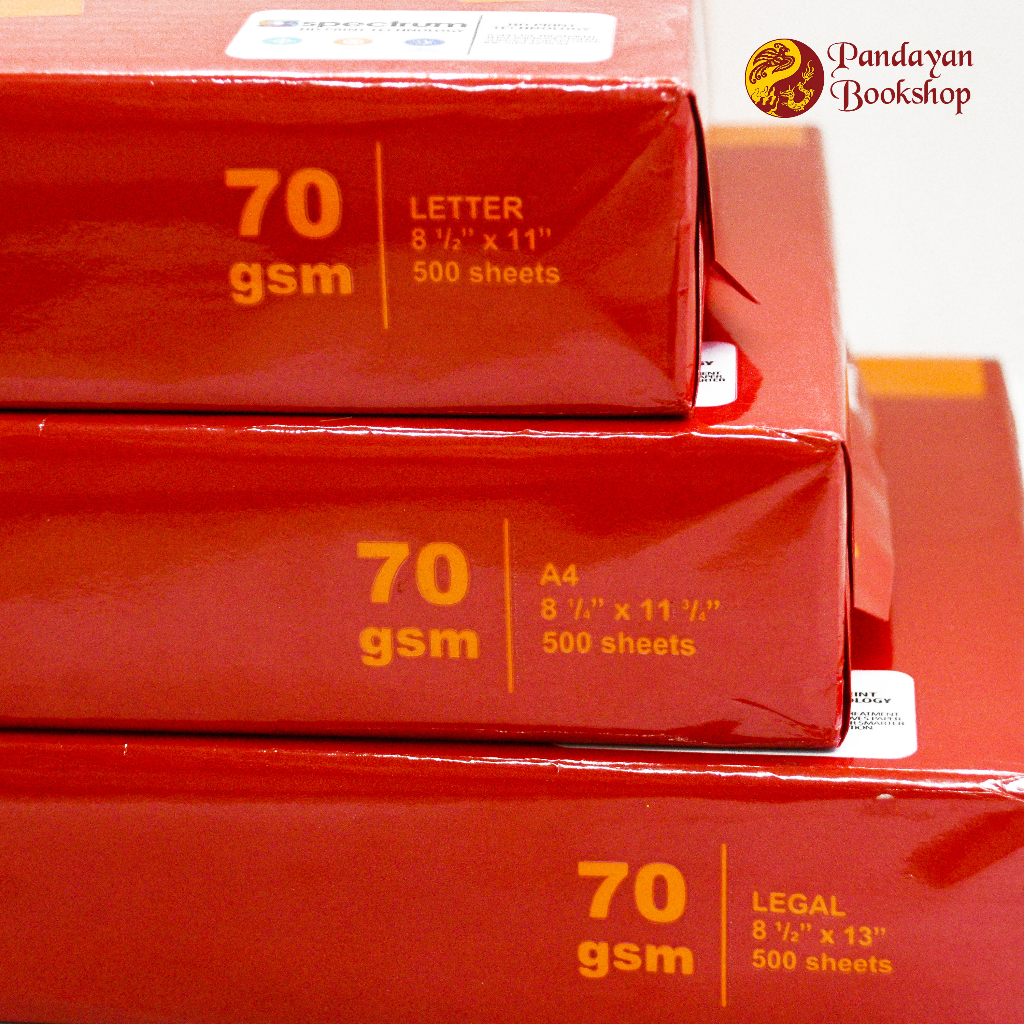 spectrum
Pandayan
Bookshop
70
gsm
LETTER
8 1/2” x 11”
500 sheets
70
gsm
A4
8 1/4” x 11 3/4”
500 sheets
70
gsm
LEGAL
8 1/2” x 13”
500 sheets